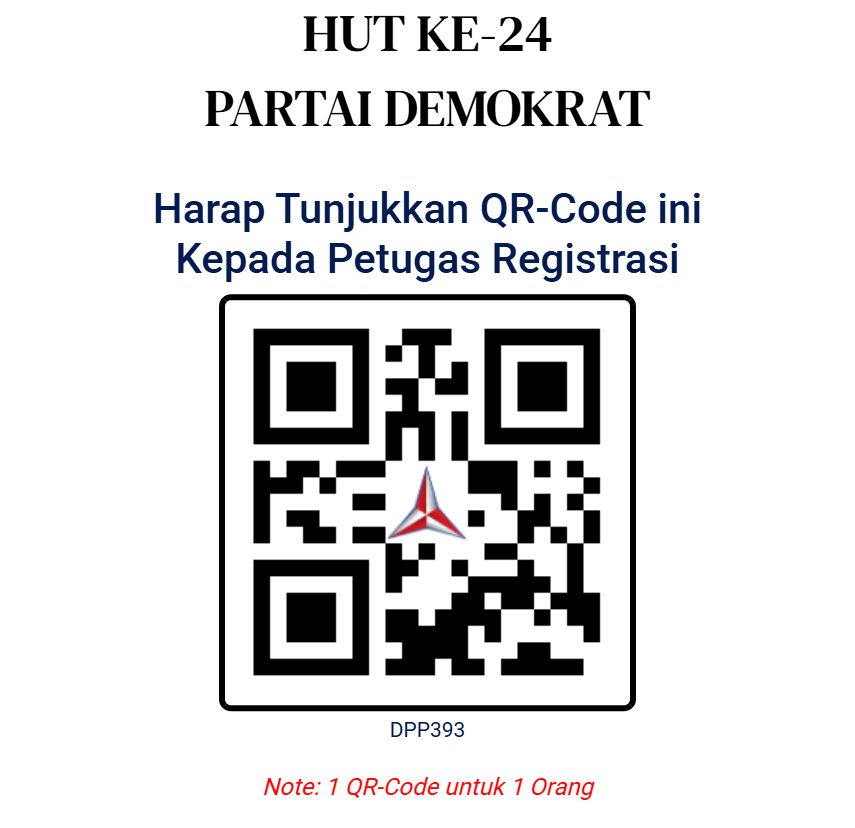 HUT KE-24
PARTAI DEMOKRAT
Harap Tunjukkan QR-Code ini
Kepada Petugas Registrasi
DPP393
Note: 1 QR-Code untuk 1 Orang